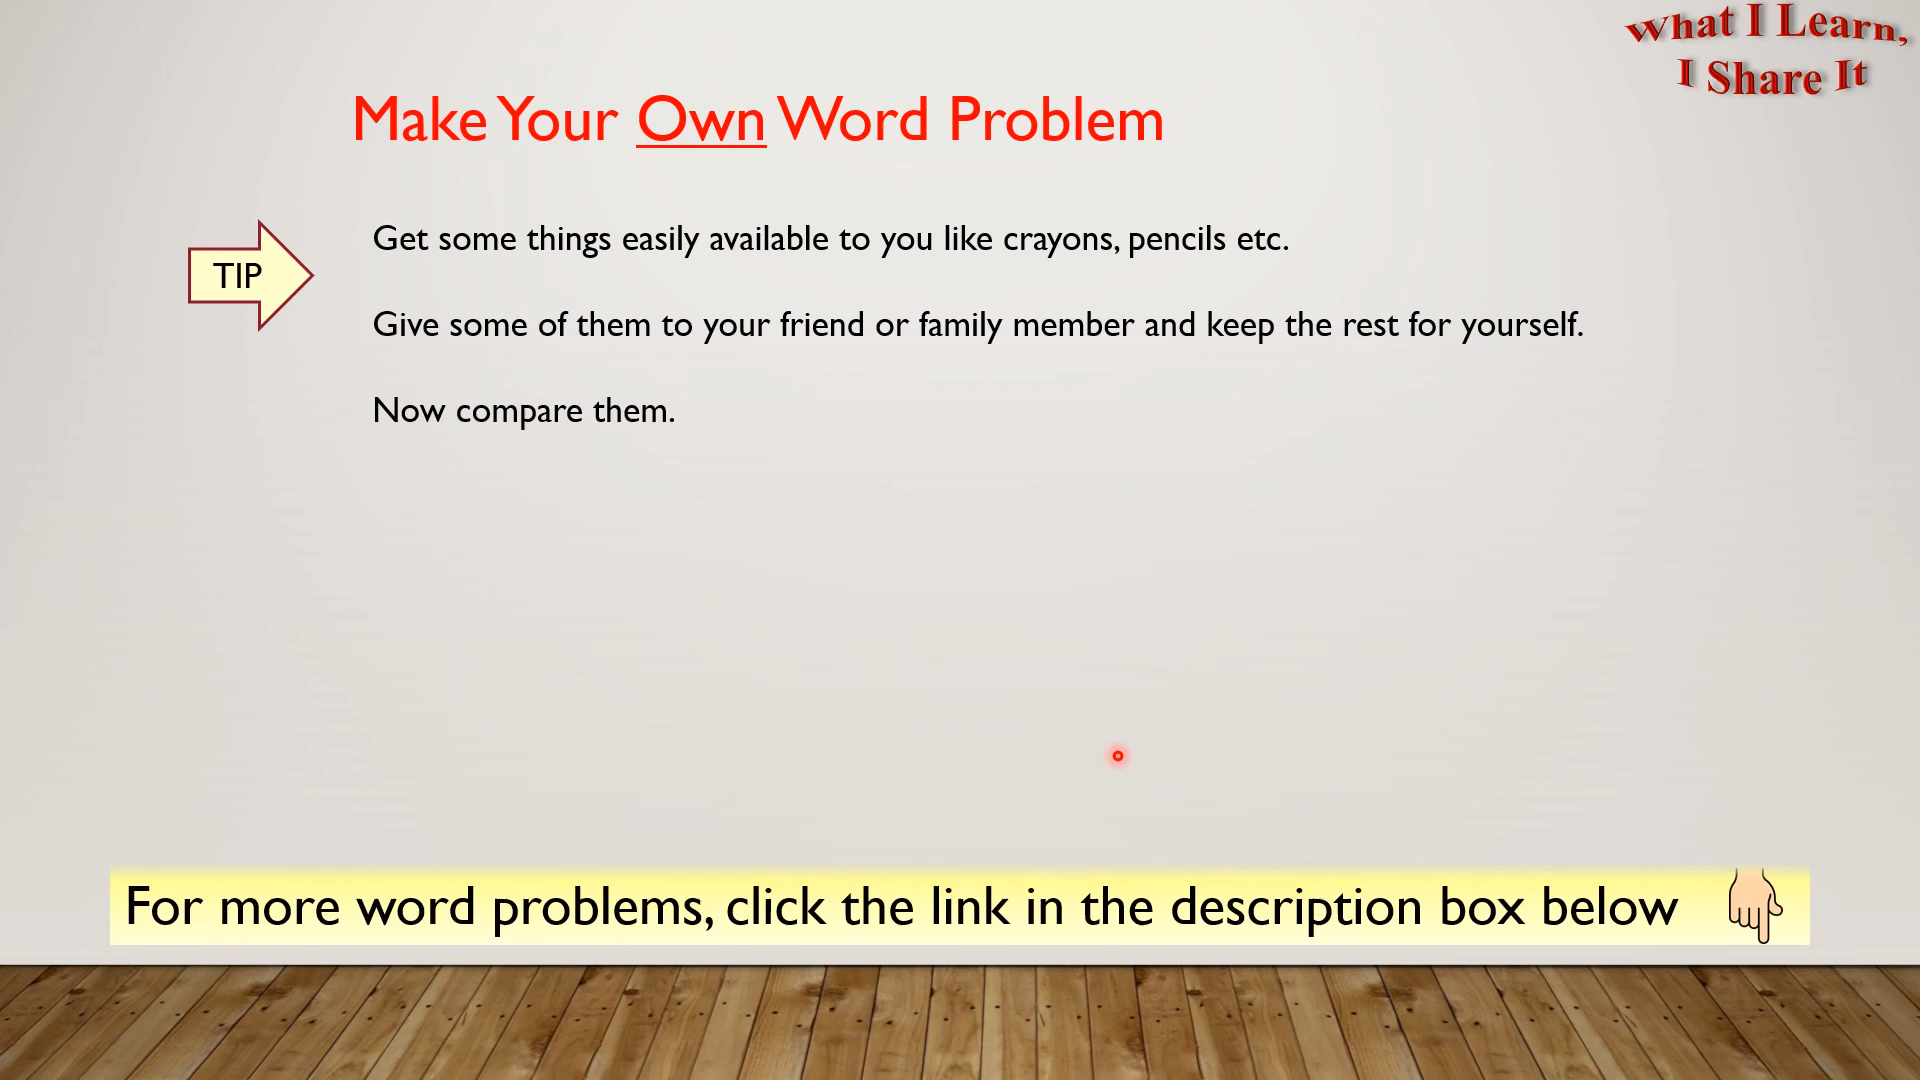 What I Learn,
I Share It
Make Your Own Word Problem
TIP
Get some things easily available to you like crayons, pencils etc.
Give some of them to your friend or family member and keep the rest for yourself.
Now compare them.
For more word problems, click the link in the description box below